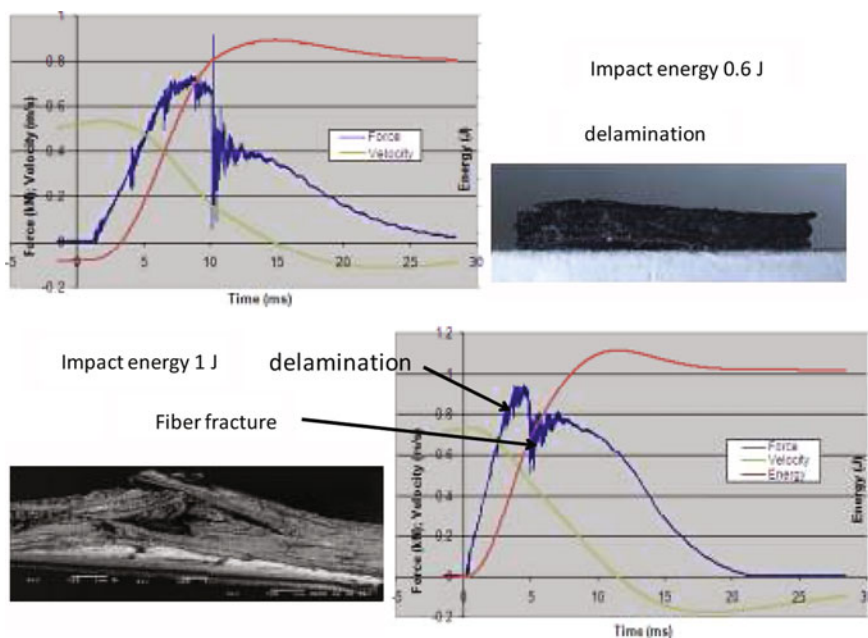 1
0.8
0.6
0.4
0.2
0
-0.2
-5 0 5 10 15 20 25 30
Force (kN); Velocity (m/s)
Energy (J)
Force
Velocity
Time (ms)
Impact energy 0.6 J
delamination
Impact energy 1 J
delamination
Fiber fracture
1.2
1
0.8
0.6
0.4
0.2
0
-0.2
-5 0 5 10 15 20 25 30
Force (kN); Velocity (m/s)
Energy (J)
Force
Velocity
Energy
Time (ms)